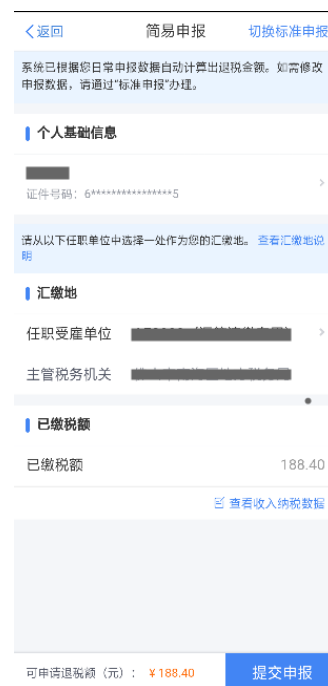 返回 简易申报 切换标准申报
系统已根据您日常申报数据自动计算出退税金额。如需修改
申报数据，请通过"标准申报"办理。
个人基础信息
证件号码：6****************5
请从以下任职单位中选择一处作为您的汇缴地。 查看汇缴地说
明
汇缴地
任职受雇单位
主管税务机关
已缴税额
已缴税额 188.40
查看收入纳税数据
可申请退税额（元）： ¥188.40 提交申报